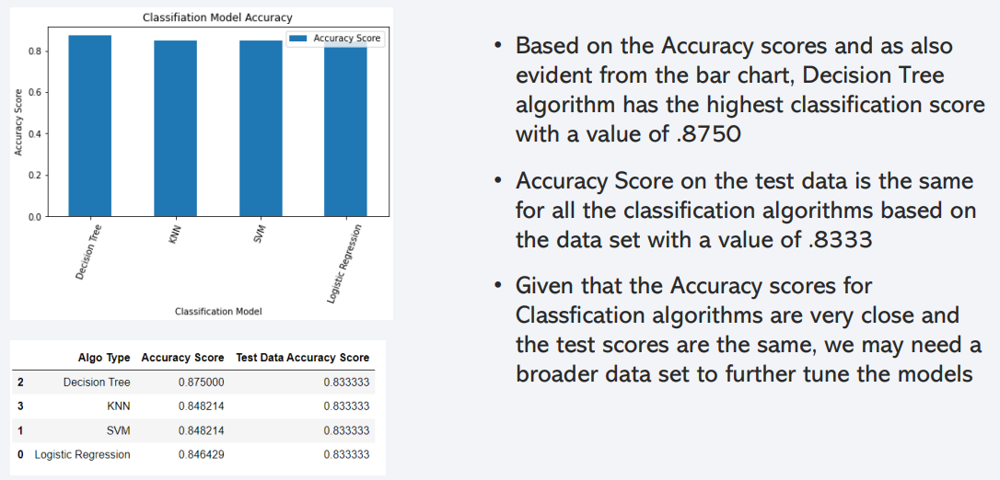 Classifiation Model Accuracy
Accuracy Score
0.8
0.6
0.4
0.2
0.0
Accuracy Score
Decision Tree
KNN
SVM
Logistic Regression
Classification Model
Algo Type Accuracy Score Test Data Accuracy Score
2 Decision Tree 0.875000 0.833333
3 KNN 0.848214 0.833333
1 SVM 0.848214 0.833333
0 Logistic Regression 0.846429 0.833333
• Based on the Accuracy scores and as also
evident from the bar chart, Decision Tree
algorithm has the highest classification score
with a value of .8750
• Accuracy Score on the test data is the same
for all the classification algorithms based on
the data set with a value of .8333
• Given that the Accuracy scores for
Classfication algorithms are very close and
the test scores are the same, we may need a
broader data set to further tune the models